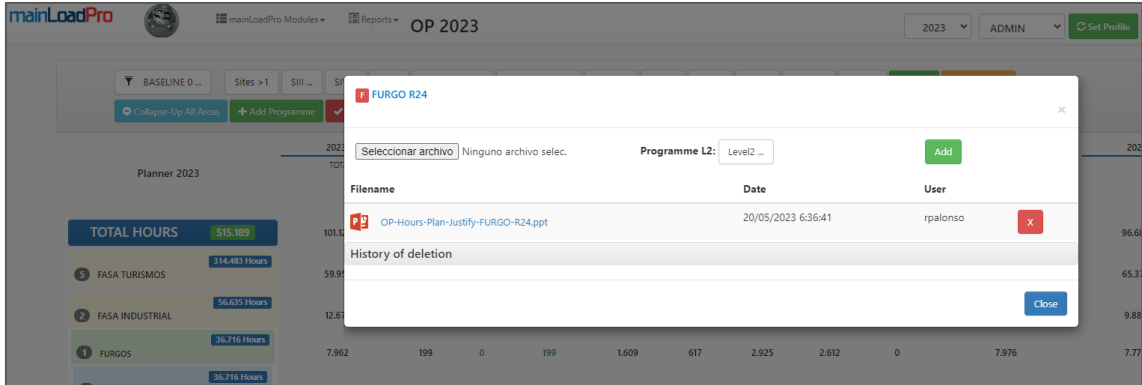 mainLoadPro
mainLoadPro Modules
Reports
OP 2023
2023
ADMIN
Set Profile
BASELINE 0 ...
Sites >1
SIII ...
Collapse-Up All Areas
Add Programme
F FURGO R24
×
Seleccionar archivo Ninguno archivo selec.
Programme L2: Level2 ...
Add
Filename Date User
OP-Hours-Plan-Justify-FURGO-R24.ppt 20/05/2023 6:36:41 rpalonso X
History of deletion
Close
Planner 2023
TOTAL HOURS 515.189
314.483 Hours
5 FASA TURISMOS
56.635 Hours
2 FASA INDUSTRIAL
36.716 Hours
1 FURGOS 7.962 199 0 199 1.609 617 2.925 2.612 0 7.976
36.716 Hours